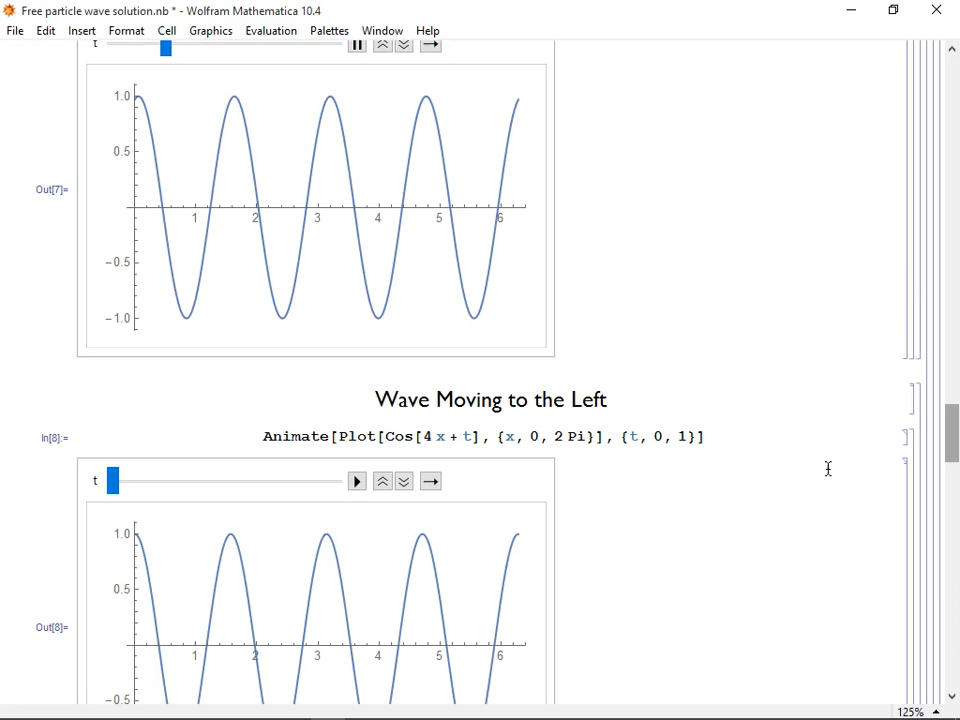 Free particle wave solution.nb * - Wolfram Mathematica 10.4
File Edit Insert Format Cell Graphics Evaluation Palettes Window Help
t
1.0
0.5
Out[7]=
1 2 3 4 5 6
-0.5
-1.0
Wave Moving to the Left
In[8]:= Animate[Plot[Cos[4 x + t], {x, 0, 2 Pi}], {t, 0, 1}]
t
1.0
0.5
Out[8]=
1 2 3 4 5 6
-0.5
125%